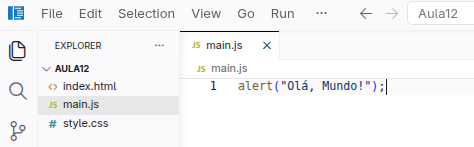 File Edit Selection View Go Run ... Aula12
EXPLORER ...
AULA12
index.html
JS main.js
style.css
JS main.js
JS main.js
1 alert("Olá, Mundo!");